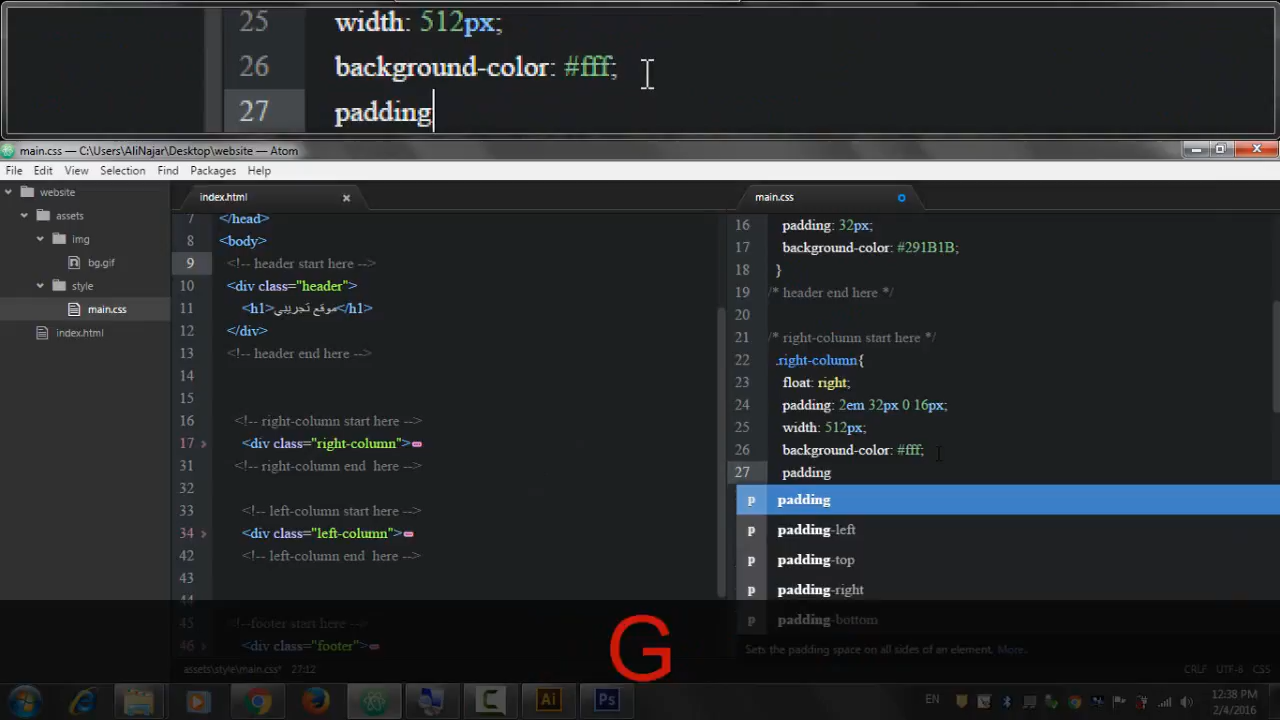 25 width: 512px;
26 background-color: #fff;
27 padding
main.css — C:\Users\AliNajar\Desktop\website — Atom
File Edit View Selection Find Packages Help
website
assets
img
bg.gif
style
main.css
index.html
index.html
7 </head>
8 <body>
9 <!-- header start here -->
10 <div class="header">
11 <h1>موقع تجريبي</h1>
12 </div>
13 <!-- header end here -->
14
15
16 <!-- right-column start here -->
17 <div class="right-column">
31 <!-- right-column end  here -->
32
33 <!-- left-column start here -->
34 <div class="left-column">
42 <!-- left-column end  here -->
43
44
45 <!--footer start here-->
46 <div class="footer">
main.css
16 padding: 32px;
17 background-color: #291B1B;
18 }
19 /* header end here */
20
21 /* right-column start here */
22 .right-column{
23 float: right;
24 padding: 2em 32px 0 16px;
25 width: 512px;
26 background-color: #fff;
27 padding
p padding
p padding-left
p padding-top
p padding-right
p padding-bottom
Sets the padding space on all sides of an element. More..
G
assets\style\main.css* 27:12
CRLF UTF-8 CSS
Ai
Ps
EN
12:38 PM
2/4/2016